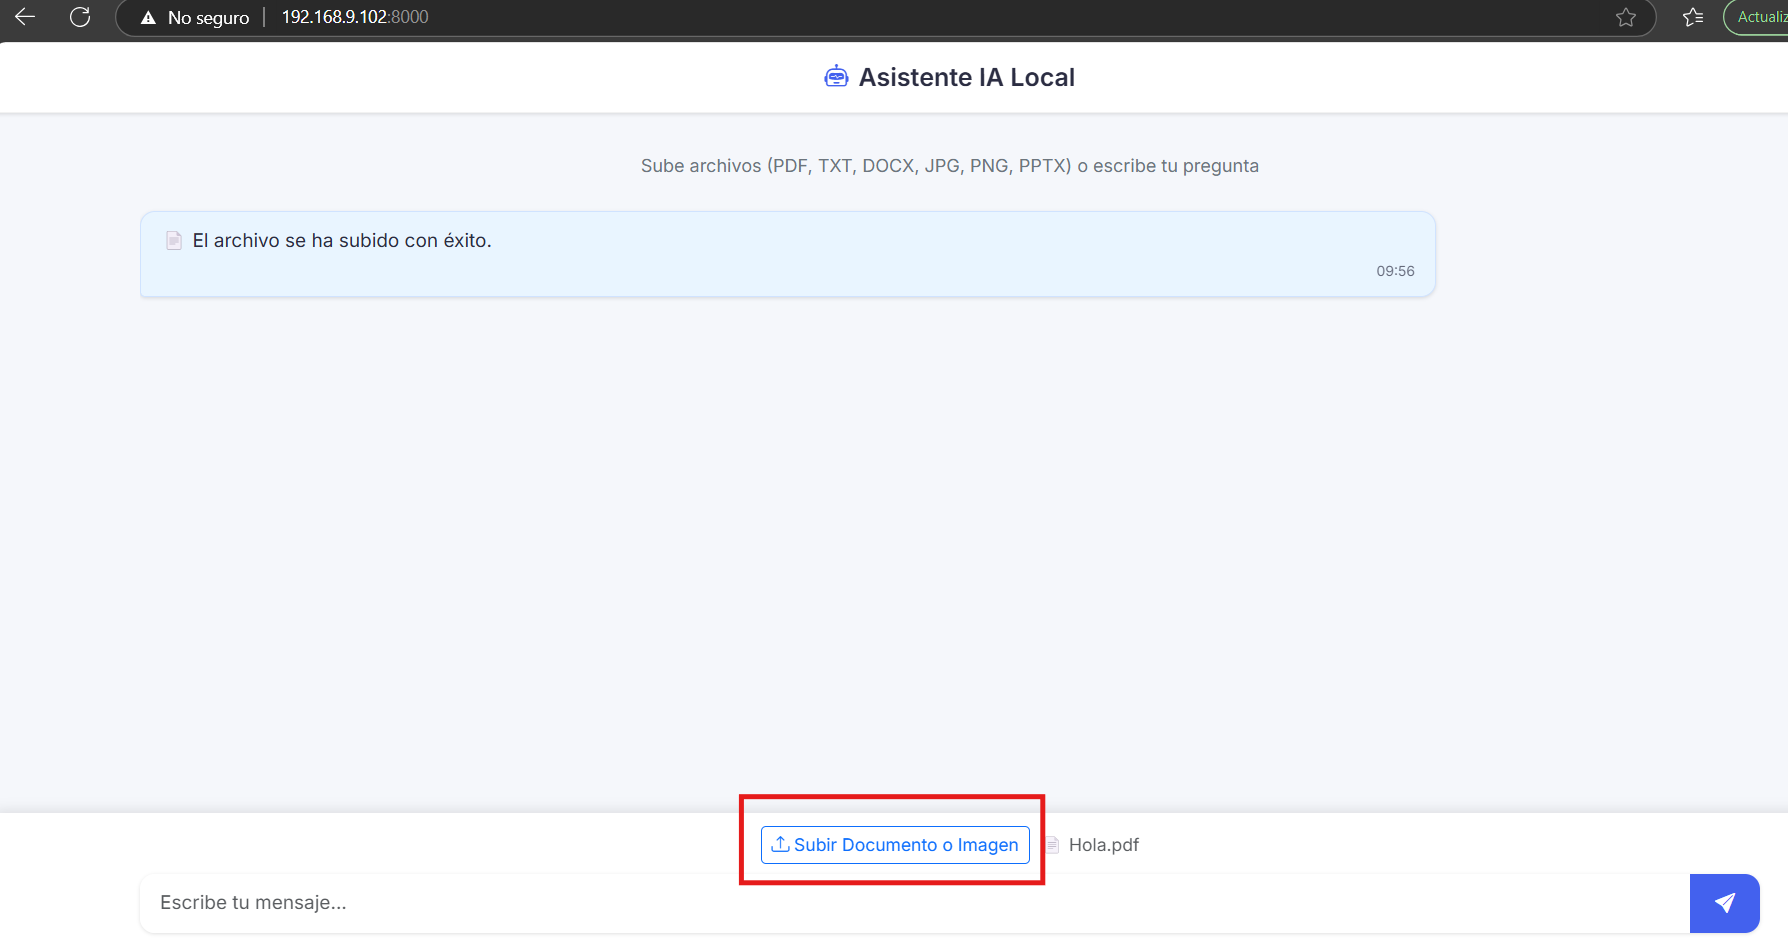 No seguro | 192.168.9.102:8000
Actualiz
Asistente IA Local
Sube archivos (PDF, TXT, DOCX, JPG, PNG, PPTX) o escribe tu pregunta
El archivo se ha subido con éxito.
09:56
Subir Documento o Imagen
Hola.pdf
Escribe tu mensaje...